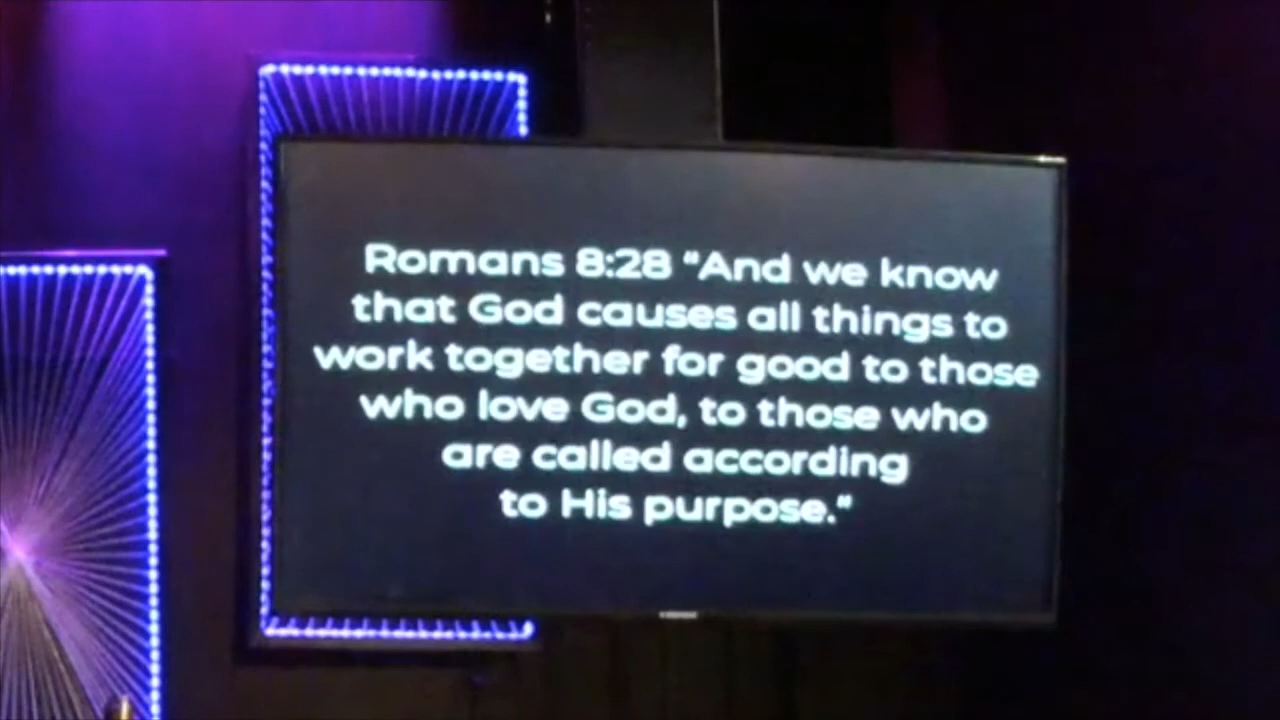 Romans 8:28 “And we know
that God causes all things to
work together for good to those
who love God, to those who
are called according
to His purpose.”